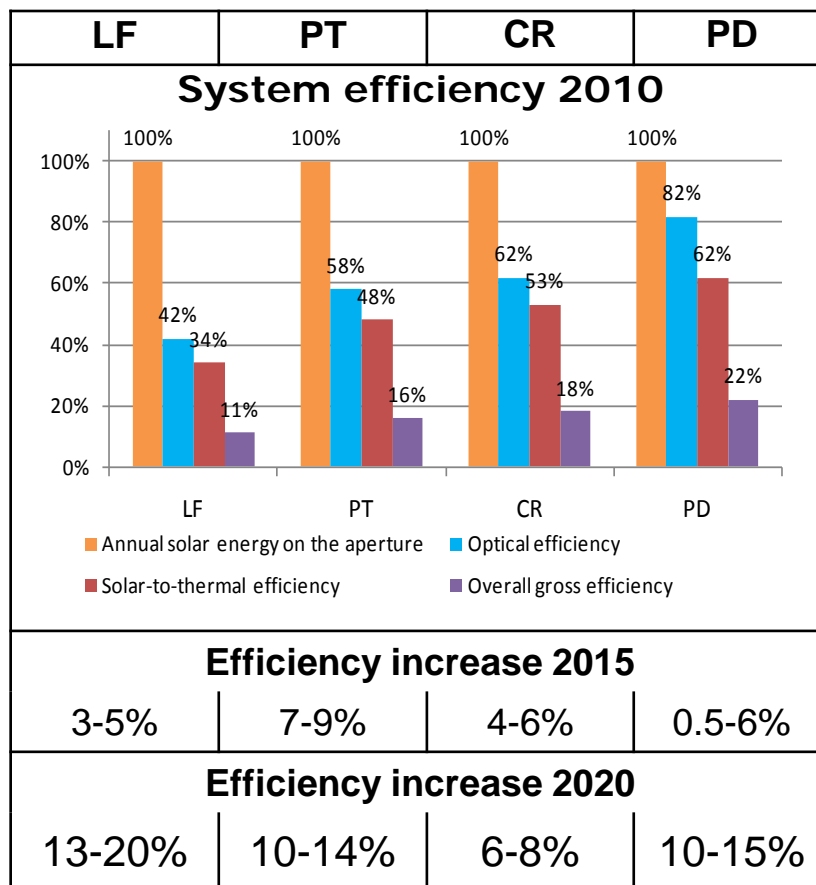 LF PT CR PD
System efficiency 2010
100% 100% 100% 100%
100%
82%
80%
62% 62%
58%
60%
53%
48%
42%
40%
34%
22%
20%
18%
16%
11%
0%
LF PT CR PD
Annual solar energy on the aperture Optical efficiency
Solar-to-thermal efficiency Overall gross efficiency
Efficiency increase 2015
3-5% 7-9% 4-6% 0.5-6%
Efficiency increase 2020
13-20% 10-14% 6-8% 10-15%